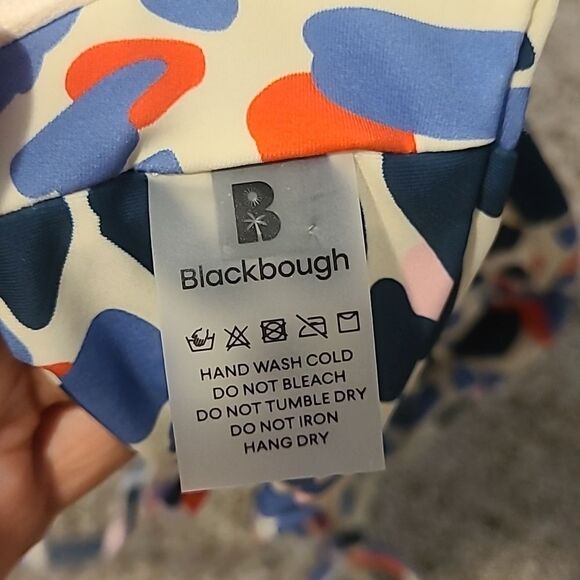 B
Blackbough
HAND WASH COLD
DO NOT BLEACH
DO NOT TUMBLE DRY
DO NOT IRON
HANG DRY